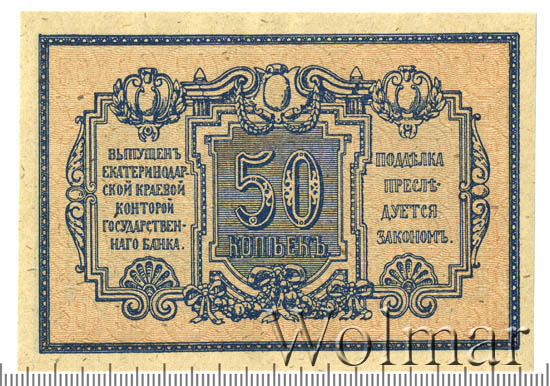 ВЫПУЩЕНЪ
ЕКАТЕРИНОДАР-
СКОЙ КРАЕВОЙ
КОНТОРОЙ
ГОСУДАРСТВЕН-
НАГО БАНКА.
50
КОПѢЕКЪ.
ПОДДѢЛКА
ПРЕСЛѢ-
ДУЕТСЯ
ЗАКОНОМЪ.
Wolmar